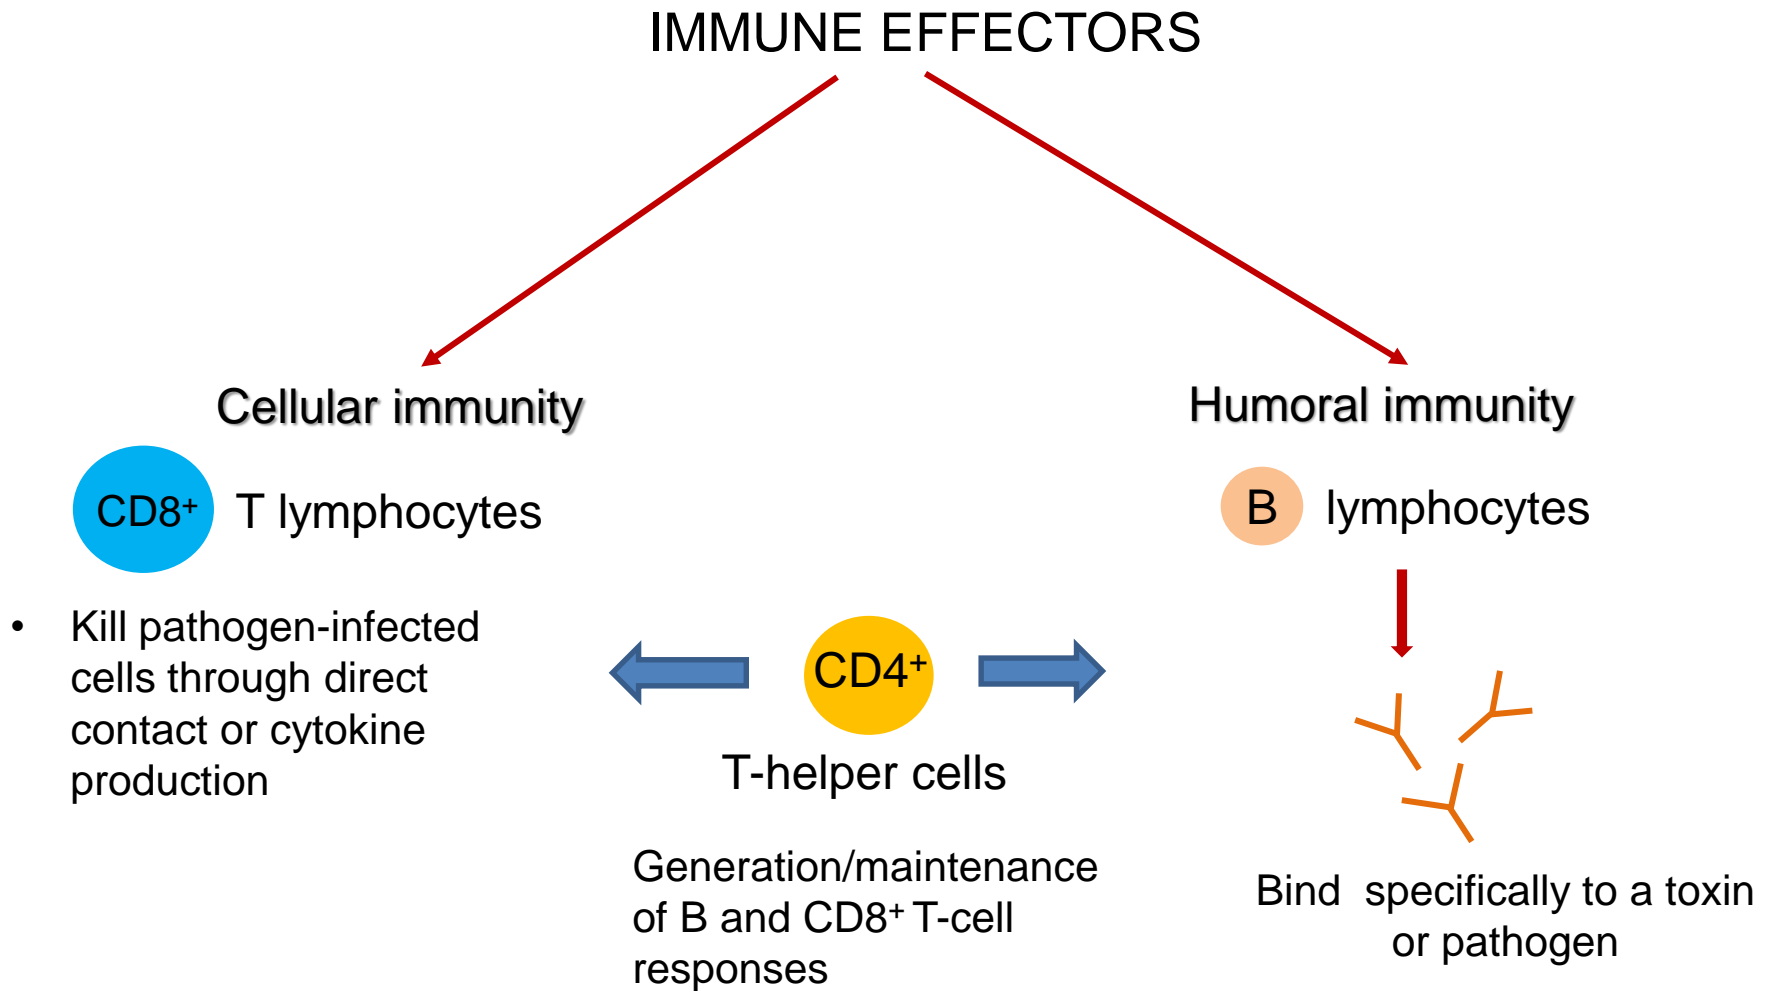 IMMUNE EFFECTORS
Cellular immunity
CD8⁺ T lymphocytes
• Kill pathogen-infected
cells through direct
contact or cytokine
production
CD4⁺
T-helper cells
Generation/maintenance
of B and CD8⁺ T-cell
responses
Humoral immunity
B lymphocytes
Bind specifically to a toxin
or pathogen